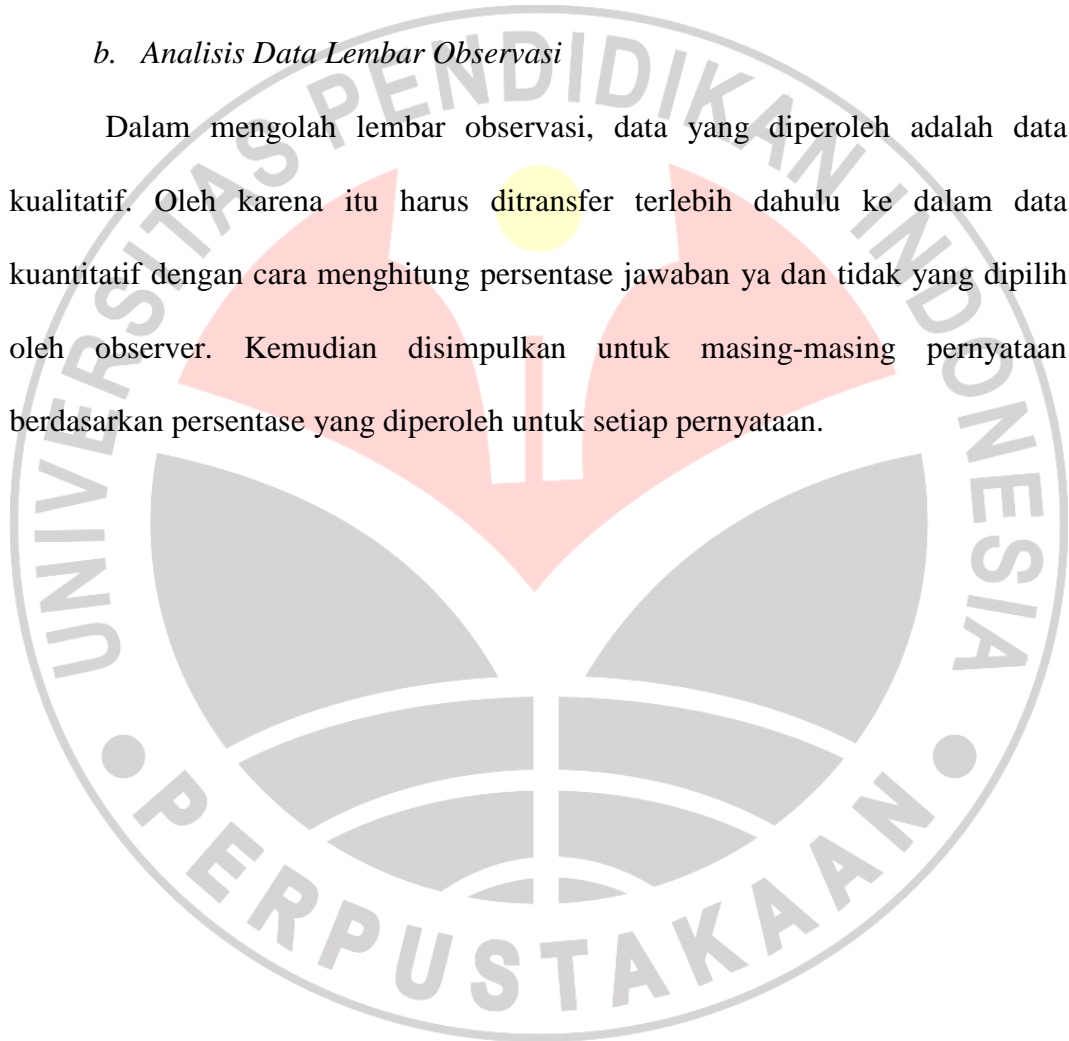 b. Analisis Data Lembar Observasi
Dalam mengolah lembar observasi, data yang diperoleh adalah data
kualitatif. Oleh karena itu harus ditransfer terlebih dahulu ke dalam data
kuantitatif dengan cara menghitung persentase jawaban ya dan tidak yang dipilih
oleh observer. Kemudian disimpulkan untuk masing-masing pernyataan
berdasarkan persentase yang diperoleh untuk setiap pernyataan.
UNIVERSITAS PENDIDIKAN INDONESIA
PERPUSTAKAAN